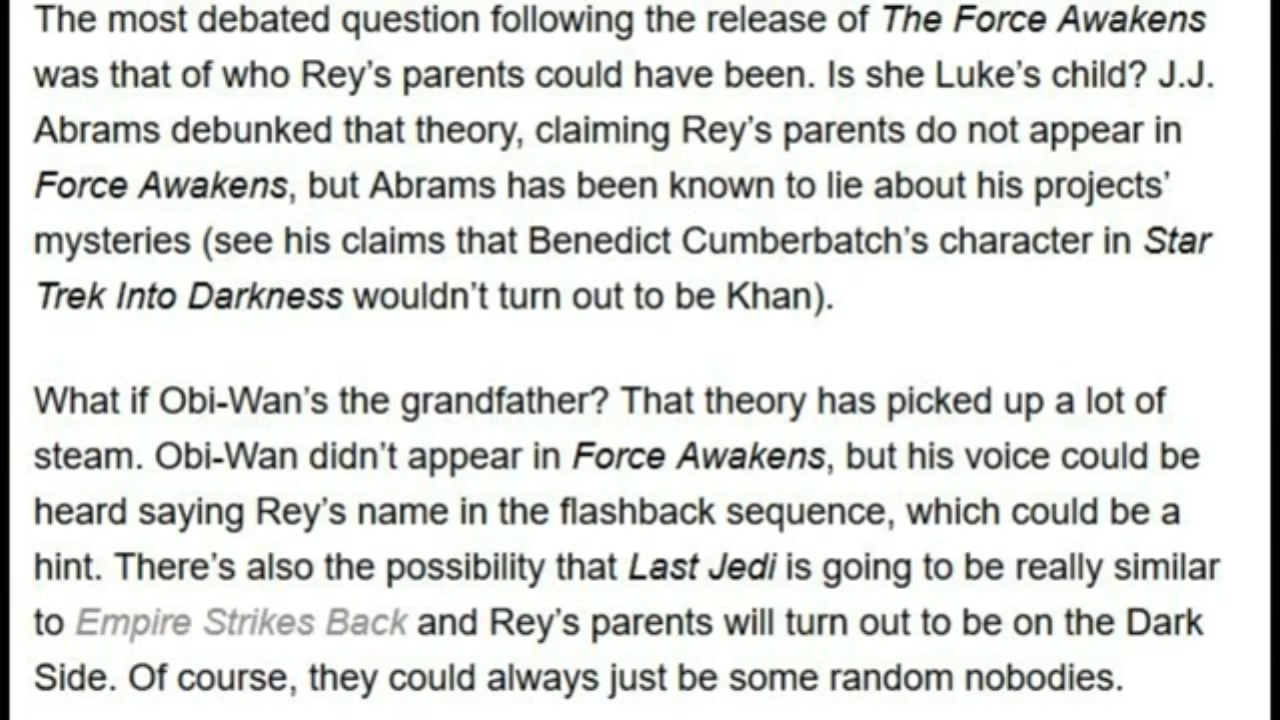 The most debated question following the release of The Force Awakens
was that of who Rey’s parents could have been. Is she Luke’s child? J.J.
Abrams debunked that theory, claiming Rey’s parents do not appear in
Force Awakens, but Abrams has been known to lie about his projects’
mysteries (see his claims that Benedict Cumberbatch’s character in Star
Trek Into Darkness wouldn’t turn out to be Khan).
What if Obi-Wan’s the grandfather? That theory has picked up a lot of
steam. Obi-Wan didn’t appear in Force Awakens, but his voice could be
heard saying Rey’s name in the flashback sequence, which could be a
hint. There’s also the possibility that Last Jedi is going to be really similar
to Empire Strikes Back and Rey’s parents will turn out to be on the Dark
Side. Of course, they could always just be some random nobodies.